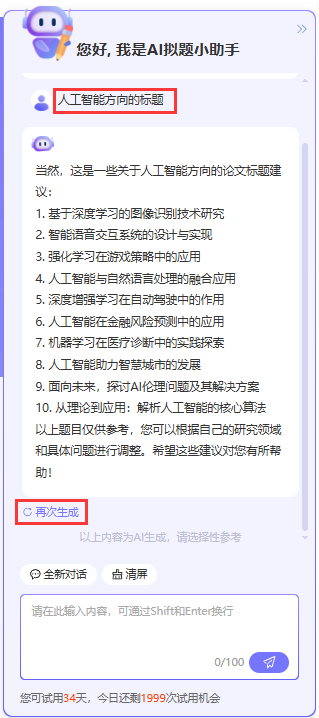 您好, 我是AI拟题小助手
人工智能方向的标题
当然，这是一些关于人工智能方向的论文标题建
议：
1. 基于深度学习的图像识别技术研究
2. 智能语音交互系统的设计与实现
3. 强化学习在游戏策略中的应用
4. 人工智能与自然语言处理的融合应用
5. 深度增强学习在自动驾驶中的作用
6. 人工智能在金融风险预测中的应用
7. 机器学习在医疗诊断中的实践探索
8. 人工智能助力智慧城市的发展
9. 面向未来，探讨AI伦理问题及其解决方案
10. 从理论到应用：解析人工智能的核心算法
以上题目仅供参考，您可以根据自己的研究领域
和具体问题进行调整。希望这些建议对您有所帮
助！
再次生成
以上内容为AI生成，请选择性参考
全新对话 清屏
请在此输入内容，可通过Shift和Enter换行
0/100
您可试用34天，今日还剩1999次试用机会